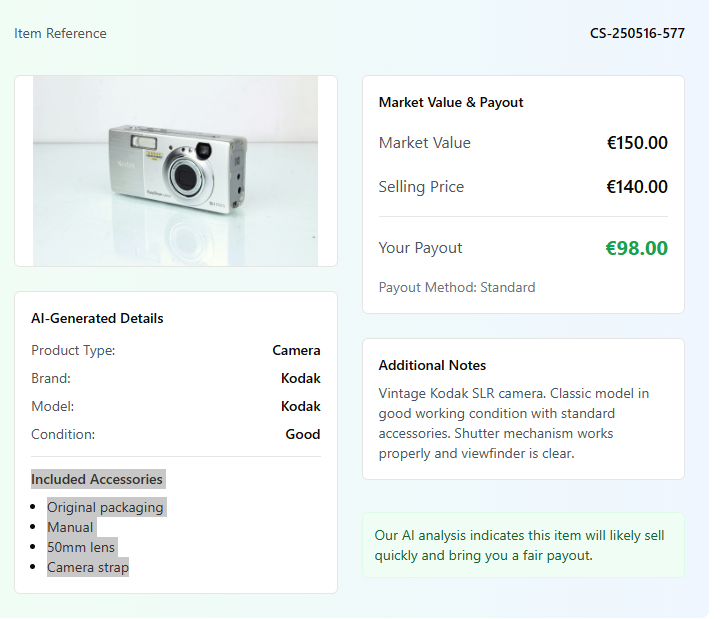 Item Reference
CS-250516-577
Kodak
Market Value & Payout
Market Value
€150.00
Selling Price
€140.00
Your Payout
€98.00
Payout Method: Standard
AI-Generated Details
Product Type:
Camera
Brand:
Kodak
Model:
Kodak
Condition:
Good
Included Accessories
Original packaging
Manual
50mm lens
Camera strap
Additional Notes
Vintage Kodak SLR camera. Classic model in
good working condition with standard
accessories. Shutter mechanism works
properly and viewfinder is clear.
Our AI analysis indicates this item will likely sell
quickly and bring you a fair payout.